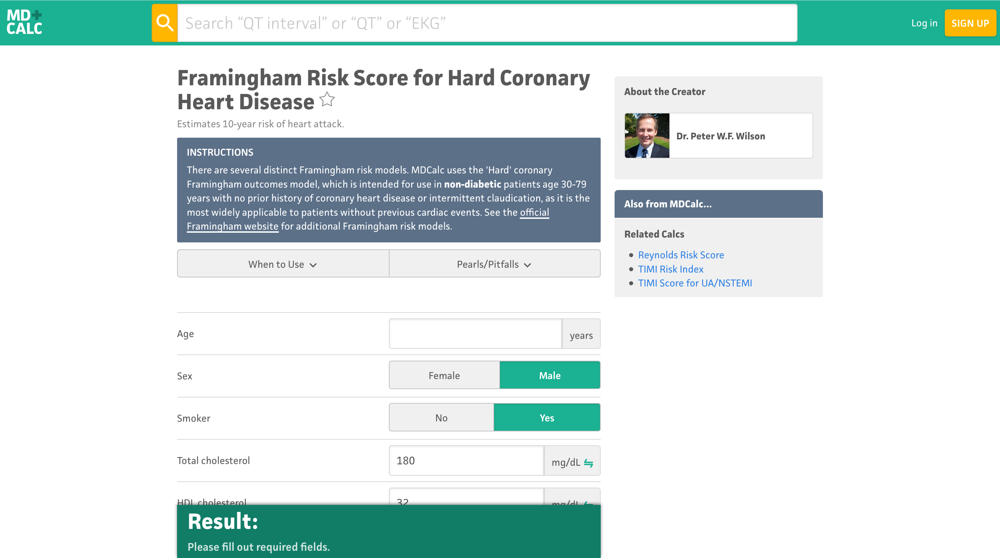 MD+
CALC
Search “QT interval” or “QT” or “EKG”
Log in
SIGN UP
Framingham Risk Score for Hard Coronary
Heart Disease
Estimates 10-year risk of heart attack.
INSTRUCTIONS
There are several distinct Framingham risk models. MDCalc uses the 'Hard' coronary
Framingham outcomes model, which is intended for use in non-diabetic patients age 30-79
years with no prior history of coronary heart disease or intermittent claudication, as it is the
most widely applicable to patients without previous cardiac events. See the official
Framingham website for additional Framingham risk models.
When to Use
Pearls/Pitfalls
Age
years
Sex
Female
Male
Smoker
No
Yes
Total cholesterol
180
mg/dL
HDL cholesterol
32
mg/dL
Result:
Please fill out required fields.
About the Creator
Dr. Peter W.F. Wilson
Also from MDCalc...
Related Calcs
Reynolds Risk Score
TIMI Risk Index
TIMI Score for UA/NSTEMI